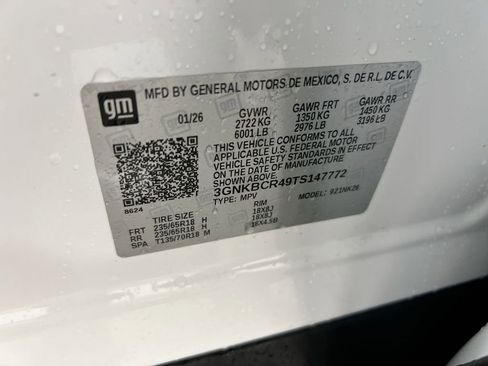 gm
MFD BY GENERAL MOTORS DE MEXICO, S. DE R.L. DE C.V.
01/26 GVWR GAWR FRT GAWR RR
2722 KG 1350 KG 1450 KG
6001 LB 2976 LB 3196 LB
THIS VEHICLE CONFORMS TO ALL
APPLICABLE U.S. FEDERAL MOTOR
VEHICLE SAFETY STANDARDS IN EFFECT
ON THE DATE OF MANUFACTURE
SHOWN ABOVE.
3GNKBCR49TS147772
8624
TYPE: MPV MODEL: 921NK26
TIRE SIZE RIM
FRT 235/65R18 H 18X8J
RR 235/65R18 H 18X8J
SPA T135/70R18 M 18X4.5B